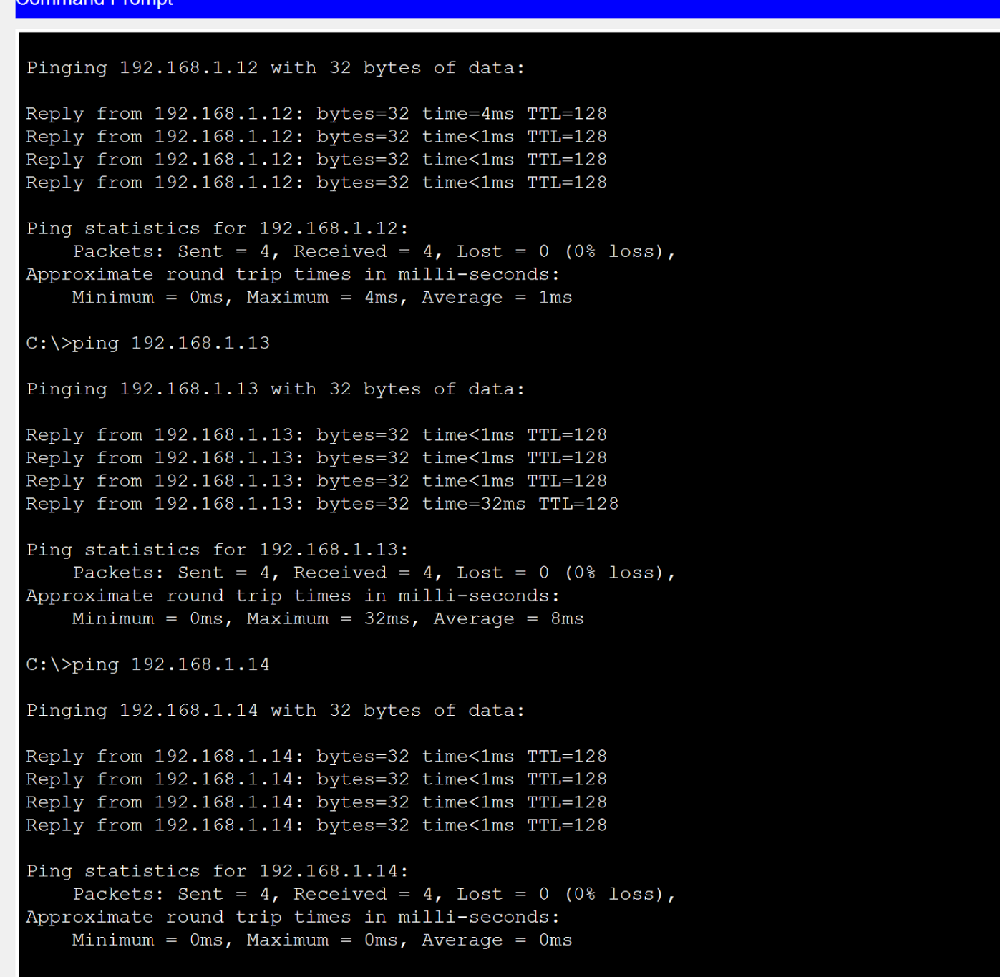 Command Prompt
Pinging 192.168.1.12 with 32 bytes of data:
Reply from 192.168.1.12: bytes=32 time=4ms TTL=128
Reply from 192.168.1.12: bytes=32 time<1ms TTL=128
Reply from 192.168.1.12: bytes=32 time<1ms TTL=128
Reply from 192.168.1.12: bytes=32 time<1ms TTL=128
Ping statistics for 192.168.1.12:
    Packets: Sent = 4, Received = 4, Lost = 0 (0% loss),
Approximate round trip times in milli-seconds:
    Minimum = 0ms, Maximum = 4ms, Average = 1ms
C:\>ping 192.168.1.13
Pinging 192.168.1.13 with 32 bytes of data:
Reply from 192.168.1.13: bytes=32 time<1ms TTL=128
Reply from 192.168.1.13: bytes=32 time<1ms TTL=128
Reply from 192.168.1.13: bytes=32 time<1ms TTL=128
Reply from 192.168.1.13: bytes=32 time=32ms TTL=128
Ping statistics for 192.168.1.13:
    Packets: Sent = 4, Received = 4, Lost = 0 (0% loss),
Approximate round trip times in milli-seconds:
    Minimum = 0ms, Maximum = 32ms, Average = 8ms
C:\>ping 192.168.1.14
Pinging 192.168.1.14 with 32 bytes of data:
Reply from 192.168.1.14: bytes=32 time<1ms TTL=128
Reply from 192.168.1.14: bytes=32 time<1ms TTL=128
Reply from 192.168.1.14: bytes=32 time<1ms TTL=128
Reply from 192.168.1.14: bytes=32 time<1ms TTL=128
Ping statistics for 192.168.1.14:
    Packets: Sent = 4, Received = 4, Lost = 0 (0% loss),
Approximate round trip times in milli-seconds:
    Minimum = 0ms, Maximum = 0ms, Average = 0ms